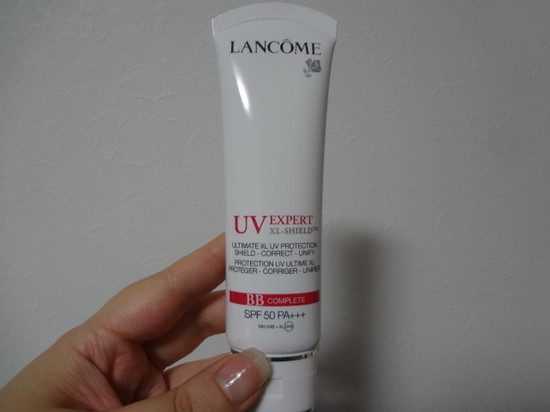 LANCÔME
UV EXPERT
XL-SHIELD™
ULTIMATE XL UV PROTECTION
SHIELD - CORRECT - UNIFY
PROTECTION UV ULTIME XL
PROTÉGER - CORRIGER - UNIFIER
BB COMPLETE
SPF 50 PA+++